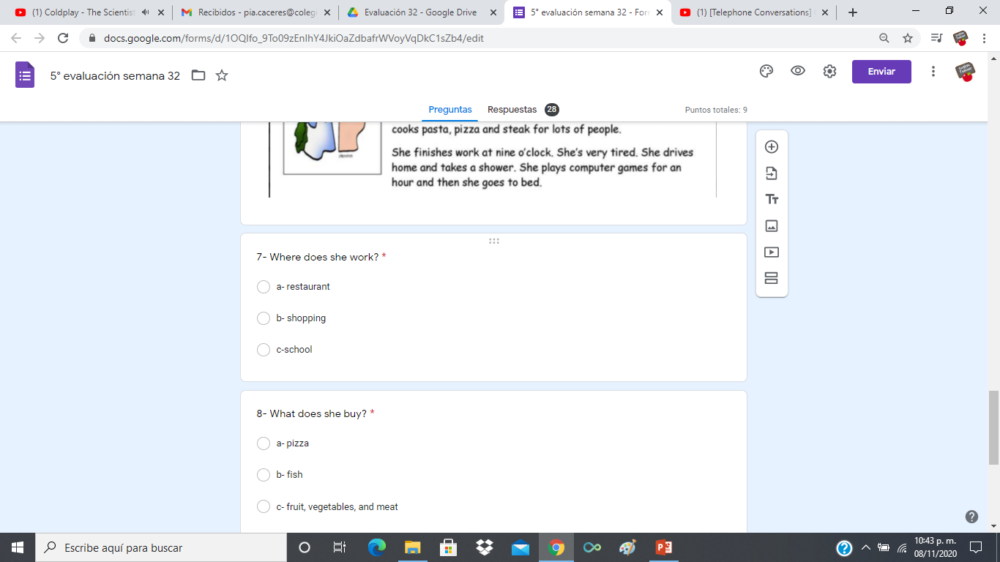 (1) Coldplay - The Scientist
Recibidos - pia.caceres@coleg
Evaluación 32 - Google Drive
5° evaluación semana 32 - For
(1) [Telephone Conversations]
docs.google.com/forms/d/1OQIfo_9To09zEnIhY4JkiOaZdbafrWVoyVqDkC1sZb4/edit
5° evaluación semana 32
Enviar
Preguntas
Respuestas 28
Puntos totales: 9
cooks pasta, pizza and steak for lots of people.
She finishes work at nine o'clock. She's very tired. She drives
home and takes a shower. She plays computer games for an
hour and then she goes to bed.
7- Where does she work? *
a- restaurant
b- shopping
c-school
8- What does she buy? *
a- pizza
b- fish
c- fruit, vegetables, and meat
Escribe aquí para buscar
10:43 p. m.
08/11/2020